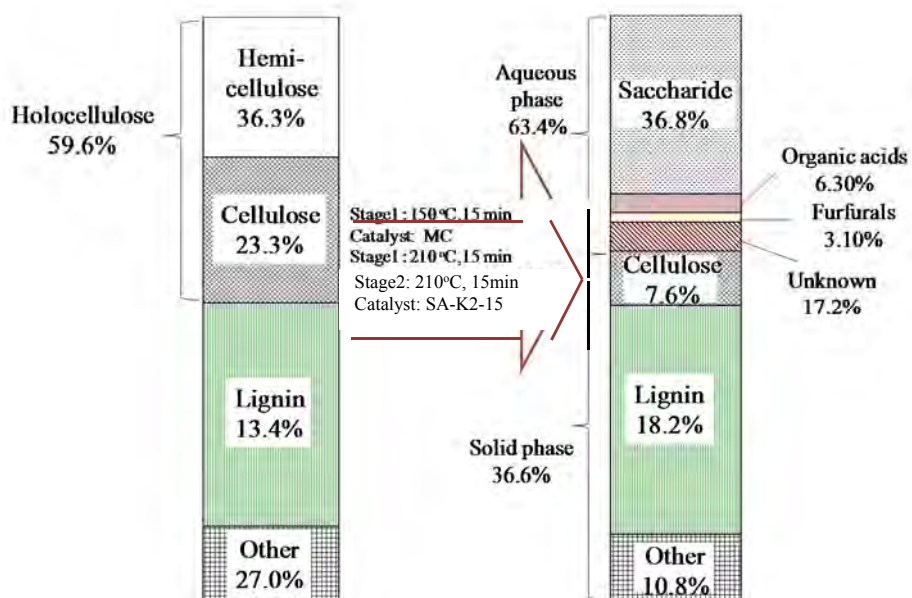 Hemi-
cellulose
36.3%
Holocellulose
59.6%
Cellulose
23.3%
Lignin
13.4%
Other
27.0%
Stage1 : 150 °C,15 min
Catalyst: MC
Stage1 : 210 °C,15 min
Stage2: 210°C, 15min
Catalyst: SA-K2-15
Aqueous
phase
63.4%
Solid phase
36.6%
Saccharide
36.8%
Cellulose
7.6%
Lignin
18.2%
Other
10.8%
Organic acids
6.30%
Furfurals
3.10%
Unknown
17.2%